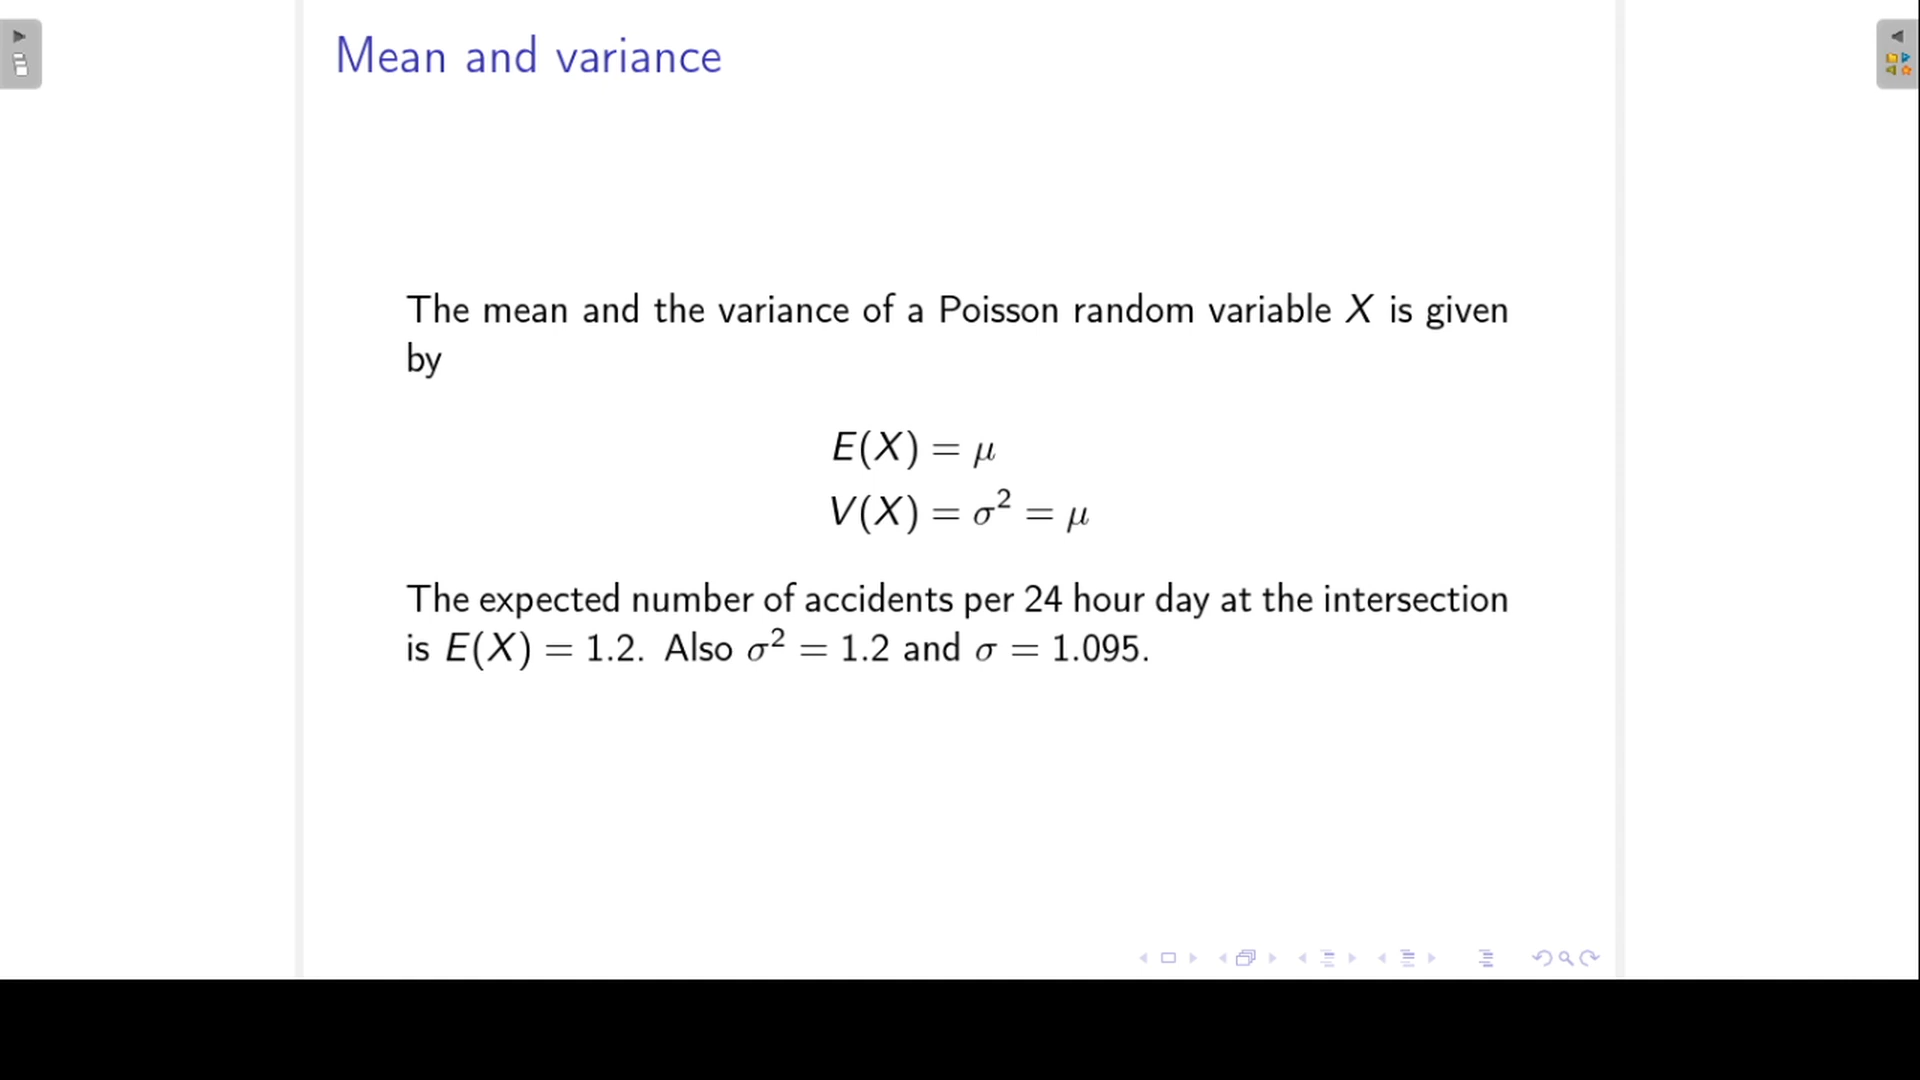 Mean and variance
The mean and the variance of a Poisson random variable X is given
by
E(X) = μ
V(X) = σ² = μ
The expected number of accidents per 24 hour day at the intersection
is E(X) = 1.2. Also σ² = 1.2 and σ = 1.095.